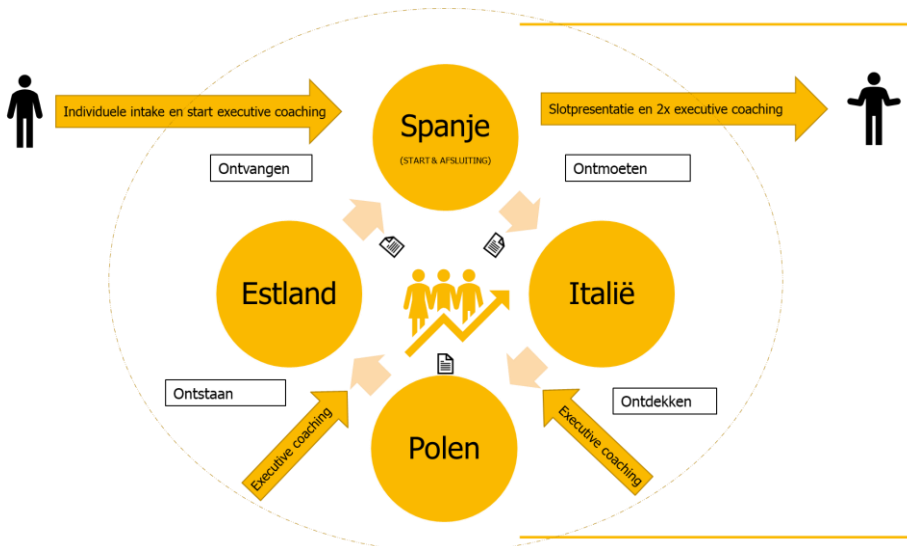 Individuele intake en start executive coaching
Spanje
(START & AFSLUITING)
Slotpresentatie en 2x executive coaching
Ontvangen
Ontmoeten
Estland
Italië
Ontstaan
Ontdekken
Executive coaching
Polen
Executive coaching